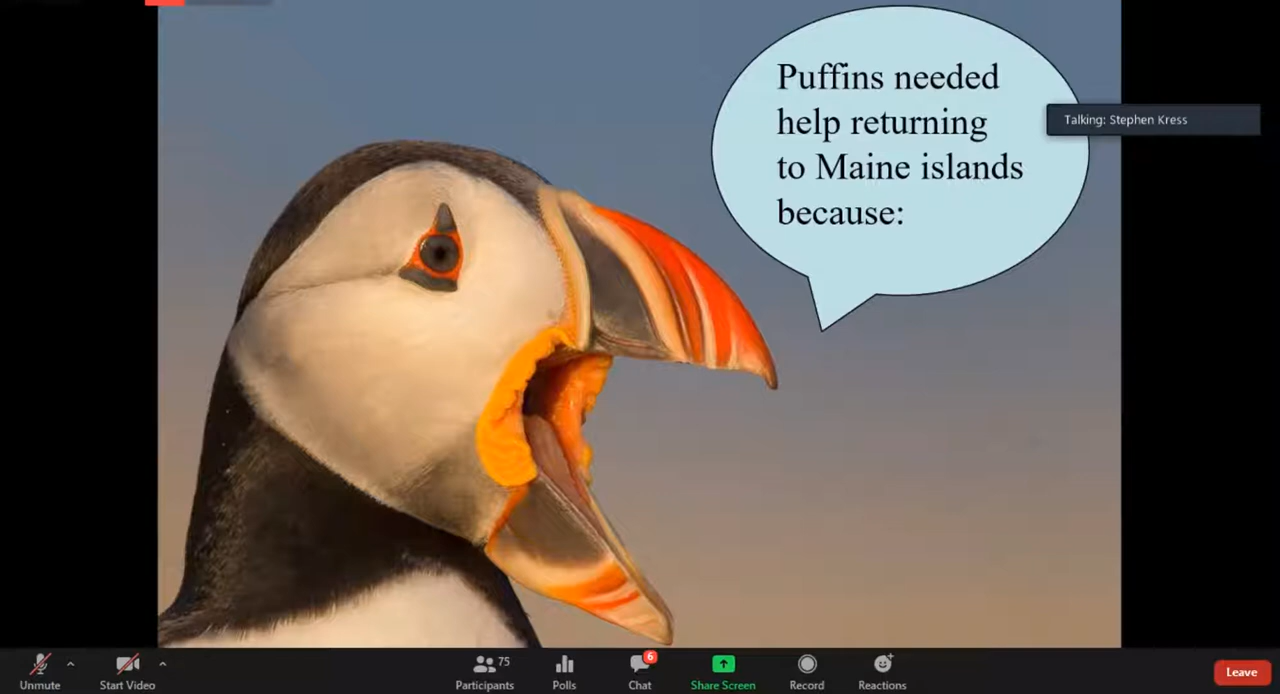 Puffins needed
help returning
to Maine islands
because:
Talking: Stephen Kress
Unmute
Start Video
Participants
75
Polls
Chat
6
Share Screen
Record
Reactions
Leave